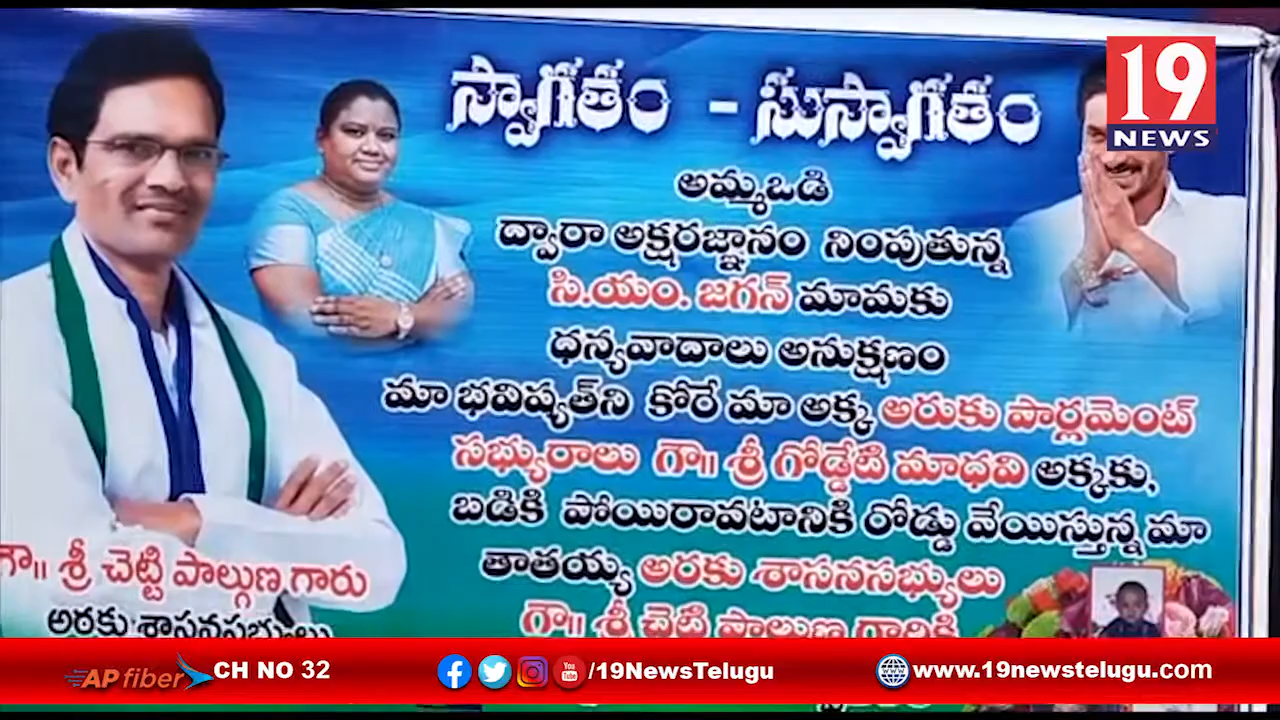 స్వాగతం - సుస్వాగతం
19
NEWS
అమ్మఒడి
ద్వారా అక్షరజ్ఞానం నింపుతున్న
సి.యం. జగన్ మామకు
ధన్యవాదాలు అనుక్షణం
మా భవిష్యత్‌ని కోరే మా అక్క అరుకు పార్లమెంట్
సభ్యురాలు గౌ॥ శ్రీ గోడ్డేటి మాధవి అక్కకు,
బడికి పోయిరావటానికి రోడ్డు వేయిస్తున్న మా
తాతయ్య అరకు శాసనసభ్యులు
గౌ॥ శ్రీ చెట్టి పాల్గుణ గారికి
గౌ॥ శ్రీ చెట్టి పాల్గుణ గారు
అరకు శాసనసభ్యులు
AP fiber CH NO 32
/19NewsTelugu
www.19newstelugu.com